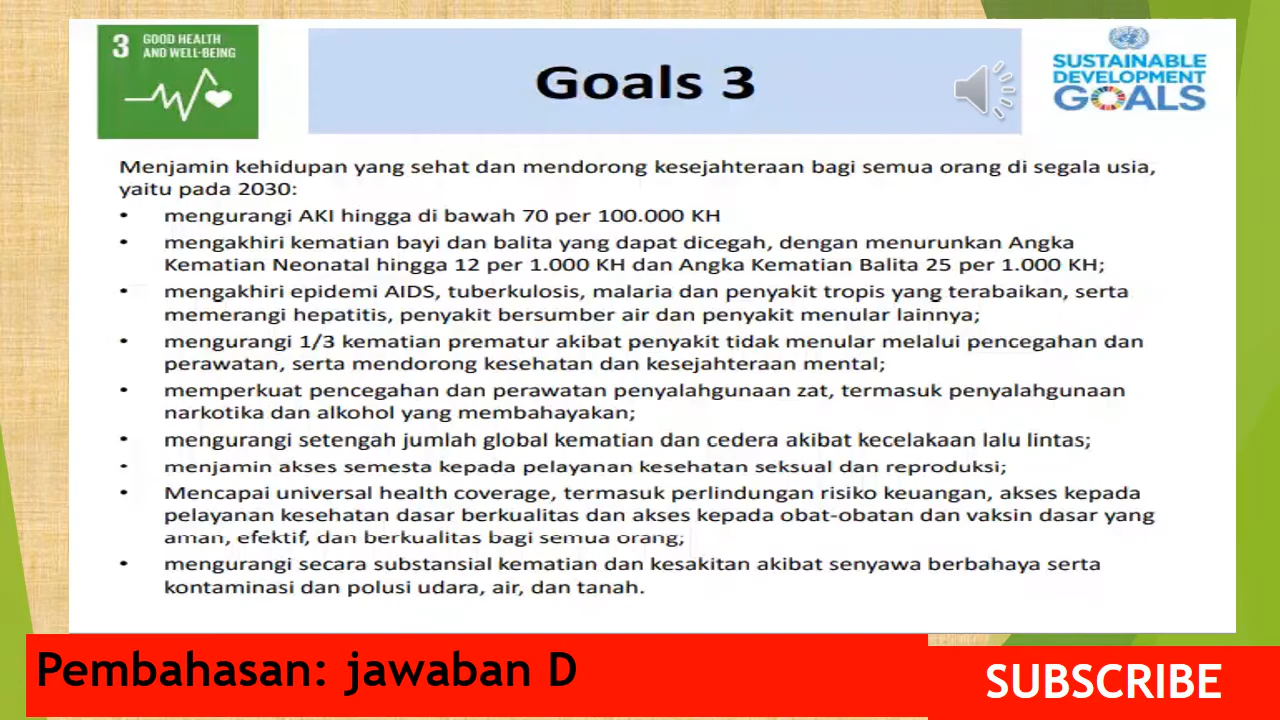 3 GOOD HEALTH
AND WELL-BEING
Goals 3
SUSTAINABLE
DEVELOPMENT
GOALS
Menjamin kehidupan yang sehat dan mendorong kesejahteraan bagi semua orang di segala usia,
yaitu pada 2030:
• mengurangi AKI hingga di bawah 70 per 100.000 KH
• mengakhiri kematian bayi dan balita yang dapat dicegah, dengan menurunkan Angka
Kematian Neonatal hingga 12 per 1.000 KH dan Angka Kematian Balita 25 per 1.000 KH;
• mengakhiri epidemi AIDS, tuberkulosis, malaria dan penyakit tropis yang terabaikan, serta
memerangi hepatitis, penyakit bersumber air dan penyakit menular lainnya;
• mengurangi 1/3 kematian prematur akibat penyakit tidak menular melalui pencegahan dan
perawatan, serta mendorong kesehatan dan kesejahteraan mental;
• memperkuat pencegahan dan perawatan penyalahgunaan zat, termasuk penyalahgunaan
narkotika dan alkohol yang membahayakan;
• mengurangi setengah jumlah global kematian dan cedera akibat kecelakaan lalu lintas;
• menjamin akses semesta kepada pelayanan kesehatan seksual dan reproduksi;
• Mencapai universal health coverage, termasuk perlindungan risiko keuangan, akses kepada
pelayanan kesehatan dasar berkualitas dan akses kepada obat-obatan dan vaksin dasar yang
aman, efektif, dan berkualitas bagi semua orang;
• mengurangi secara substansial kematian dan kesakitan akibat senyawa berbahaya serta
kontaminasi dan polusi udara, air, dan tanah.
Pembahasan: jawaban D
SUBSCRIBE